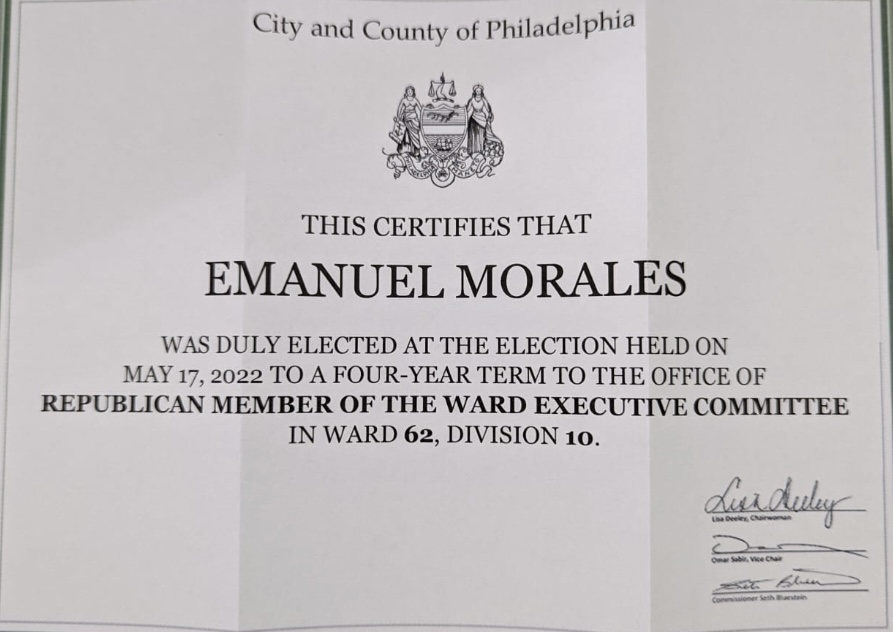 City and County of Philadelphia
THIS CERTIFIES THAT
EMANUEL MORALES
WAS DULY ELECTED AT THE ELECTION HELD ON
MAY 17, 2022 TO A FOUR-YEAR TERM TO THE OFFICE OF
REPUBLICAN MEMBER OF THE WARD EXECUTIVE COMMITTEE
IN WARD 62, DIVISION 10.
Lisa Deeley
Lisa Deeley, Chairwoman
Omar Sabir, Vice Chair
Commissioner Seth Bluestein